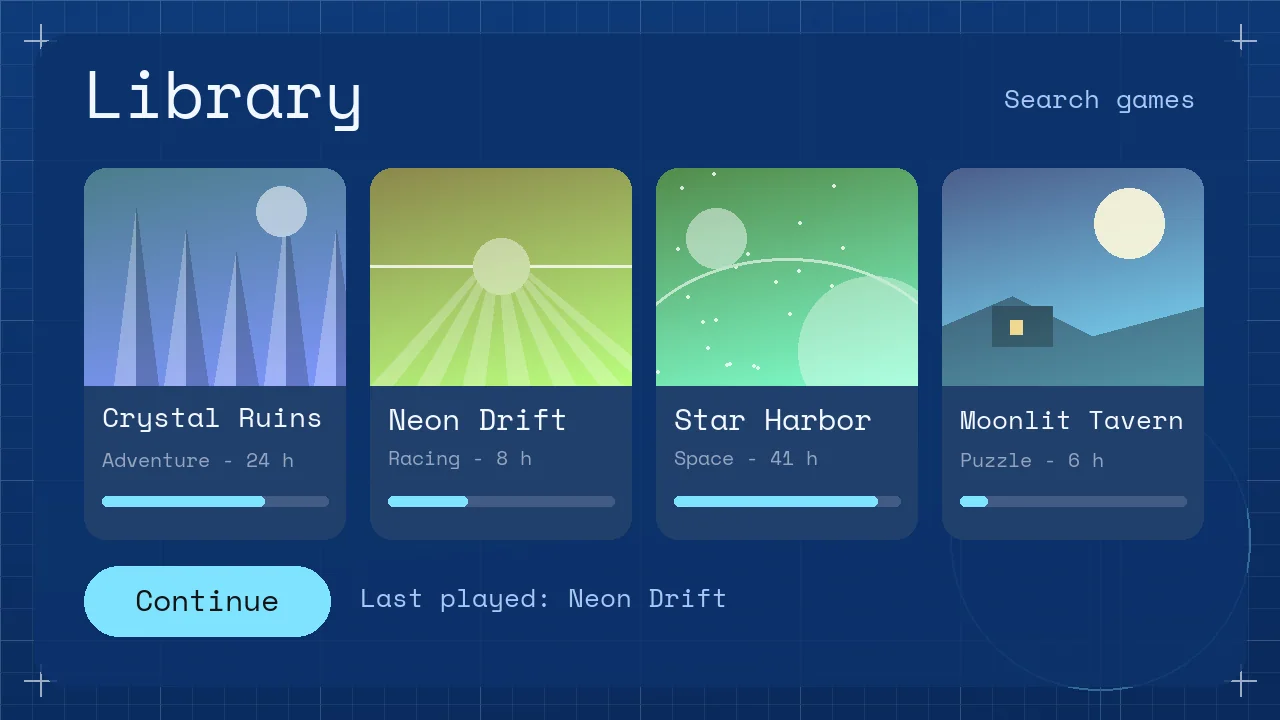 Library
Search games
Crystal Ruins
Adventure - 24 h
Neon Drift
Racing - 8 h
Star Harbor
Space - 41 h
Moonlit Tavern
Puzzle - 6 h
Continue
Last played: Neon Drift